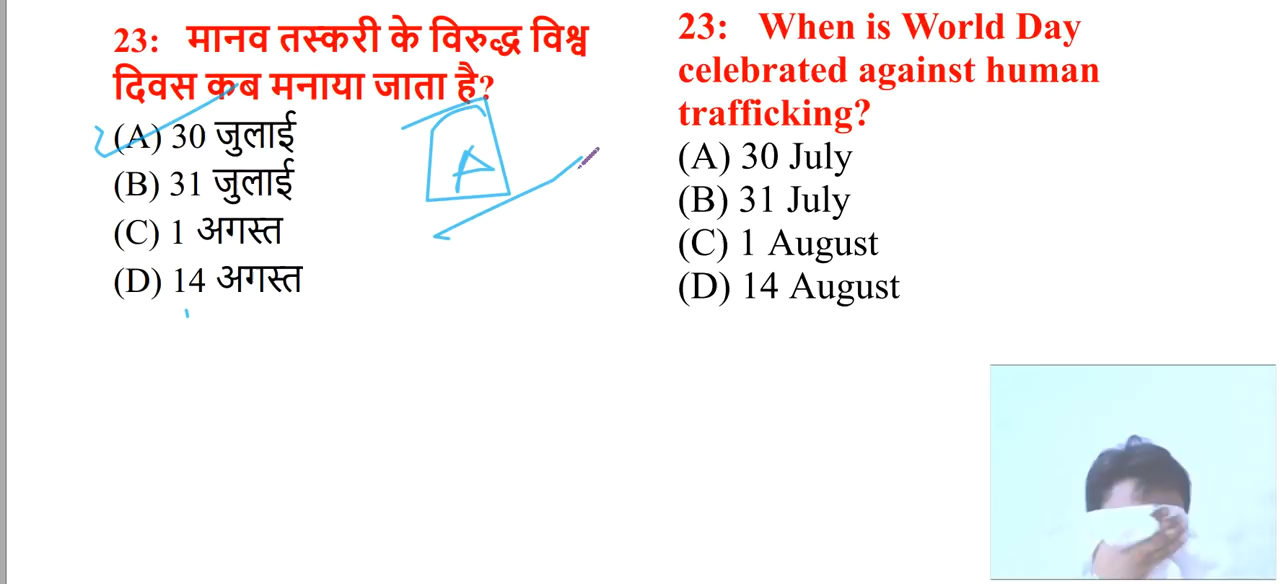 23: मानव तस्करी के विरुद्ध विश्व
दिवस कब मनाया जाता है?
(A) 30 जुलाई
(B) 31 जुलाई
(C) 1 अगस्त
(D) 14 अगस्त
A
23: When is World Day
celebrated against human
trafficking?
(A) 30 July
(B) 31 July
(C) 1 August
(D) 14 August